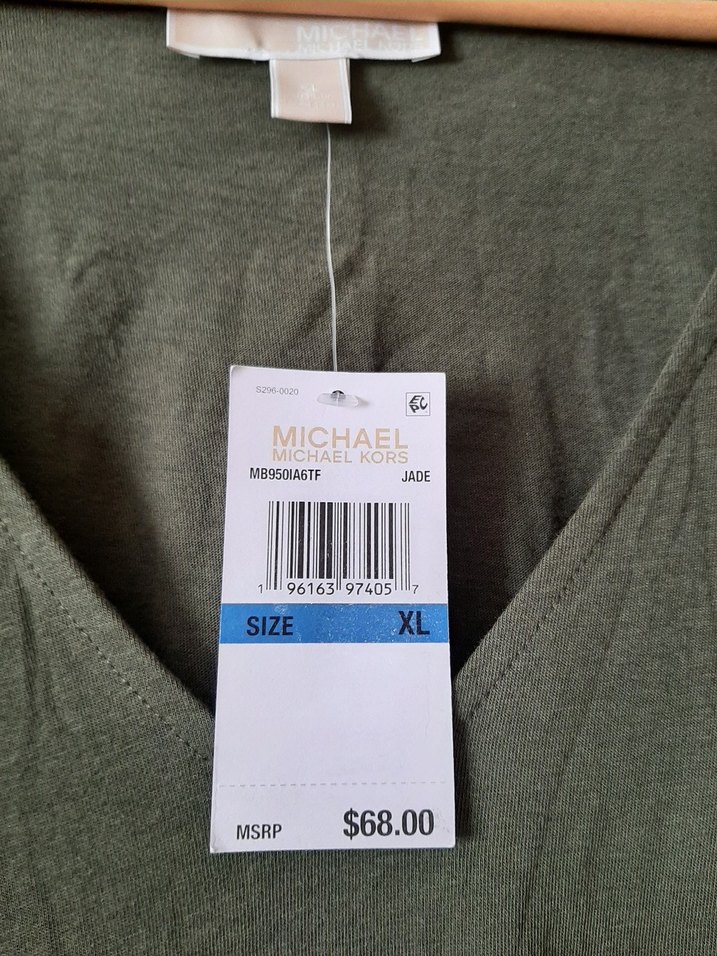 MICHAEL
MICHAEL KORS
XL
S296-0020
EPC
MICHAEL
MICHAEL KORS
MB950IA6TF JADE
1 96163 97405 7
SIZE XL
MSRP $68.00